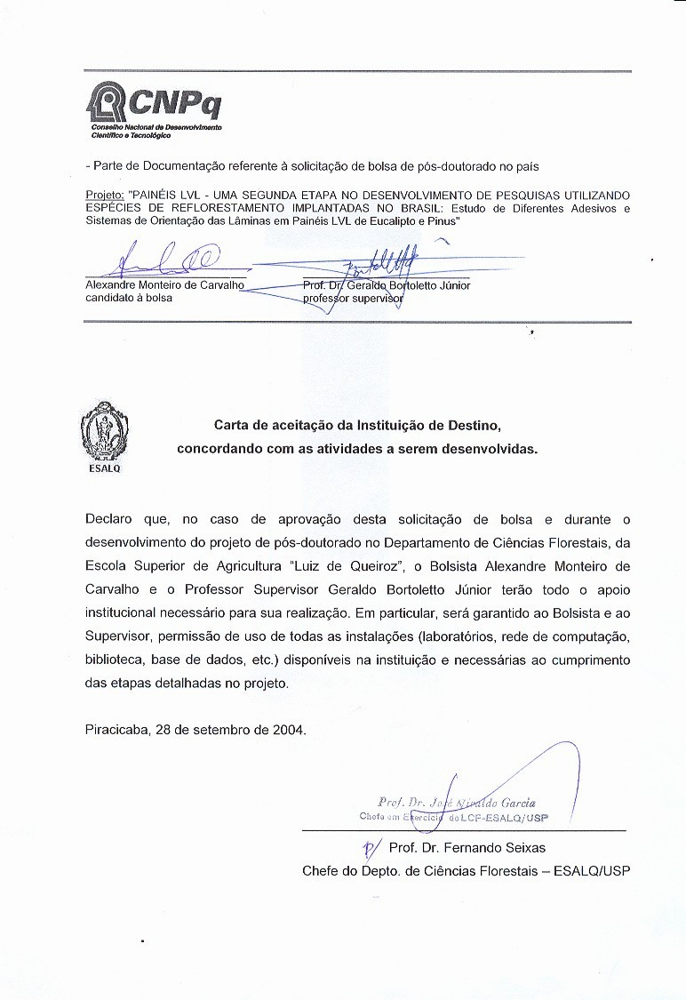 CNPq
Conselho Nacional de Desenvolvimento
Científico e Tecnológico
- Parte de Documentação referente à solicitação de bolsa de pós-doutorado no país
Projeto: "PAINÉIS LVL - UMA SEGUNDA ETAPA NO DESENVOLVIMENTO DE PESQUISAS UTILIZANDO
ESPÉCIES DE REFLORESTAMENTO IMPLANTADAS NO BRASIL: Estudo de Diferentes Adesivos e
Sistemas de Orientação das Lâminas em Painéis LVL de Eucalipto e Pinus"
Alexandre Monteiro de Carvalho Prof. Dr. Geraldo Bortoletto Júnior
candidato à bolsa professor supervisor
Carta de aceitação da Instituição de Destino,
concordando com as atividades a serem desenvolvidas.
ESALQ
Declaro que, no caso de aprovação desta solicitação de bolsa e durante o
desenvolvimento do projeto de pós-doutorado no Departamento de Ciências Florestais, da
Escola Superior de Agricultura "Luiz de Queiroz", o Bolsista Alexandre Monteiro de
Carvalho e o Professor Supervisor Geraldo Bortoletto Júnior terão todo o apoio
institucional necessário para sua realização. Em particular, será garantido ao Bolsista e ao
Supervisor, permissão de uso de todas as instalações (laboratórios, rede de computação,
biblioteca, base de dados, etc.) disponíveis na instituição e necessárias ao cumprimento
das etapas detalhadas no projeto.
Piracicaba, 28 de setembro de 2004.
Prof. Dr. José Nivaldo Garcia
Chefe em Exercício do LCF-ESALQ/USP
p/ Prof. Dr. Fernando Seixas
Chefe do Depto. de Ciências Florestais – ESALQ/USP